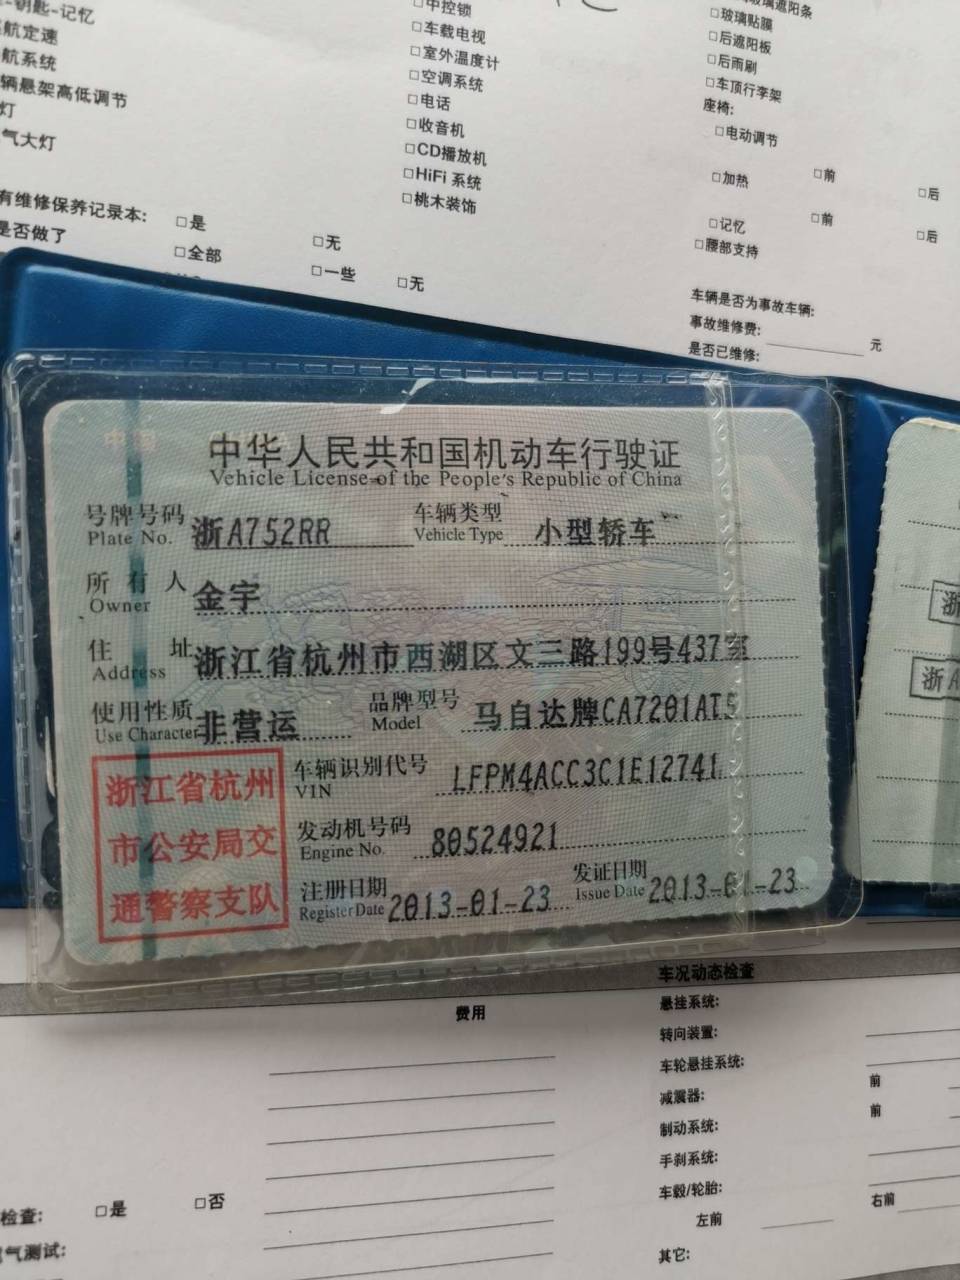 -钥匙-记忆
航定速
航系统
辆悬架高低调节
灯
气大灯
□中控锁
□车载电视
□室外温度计
□空调系统
□电话
□收音机
□CD播放机
□HiFi 系统
□桃木装饰
玻璃遮阳条
□玻璃贴膜
□后遮阳板
□后雨刷
□车顶行李架
座椅:
□电动调节
□加热 □前 □后
□记忆 □前 □后
□腰部支持
有维修保养记录本: □是 □无
是否做了 □全部 □一些 □无
车辆是否为事故车辆:
事故维修费: 元
是否已维修:
中华人民共和国机动车行驶证
Vehicle License of the People's Republic of China
号牌号码 浙A752RR 车辆类型 小型轿车
Plate No. Vehicle Type
所有人 金宇
Owner
住址 浙江省杭州市西湖区文三路199号437室
Address
使用性质 非营运 品牌型号 马自达牌CA7201AT5
Use Character Model
浙江省杭州
市公安局交
通警察支队
车辆识别代号 LFPM4ACC3C1E12741
VIN
发动机号码 80524921
Engine No.
注册日期 2013-01-23 发证日期 2013-01-23
Register Date Issue Date
浙
浙A
费用
车况动态检查
悬挂系统:
转向装置:
车轮悬挂系统:
减震器: 前
前
制动系统:
手刹系统:
车毂/轮胎:
左前 右前
其它:
检查: □是 □否
气测试: